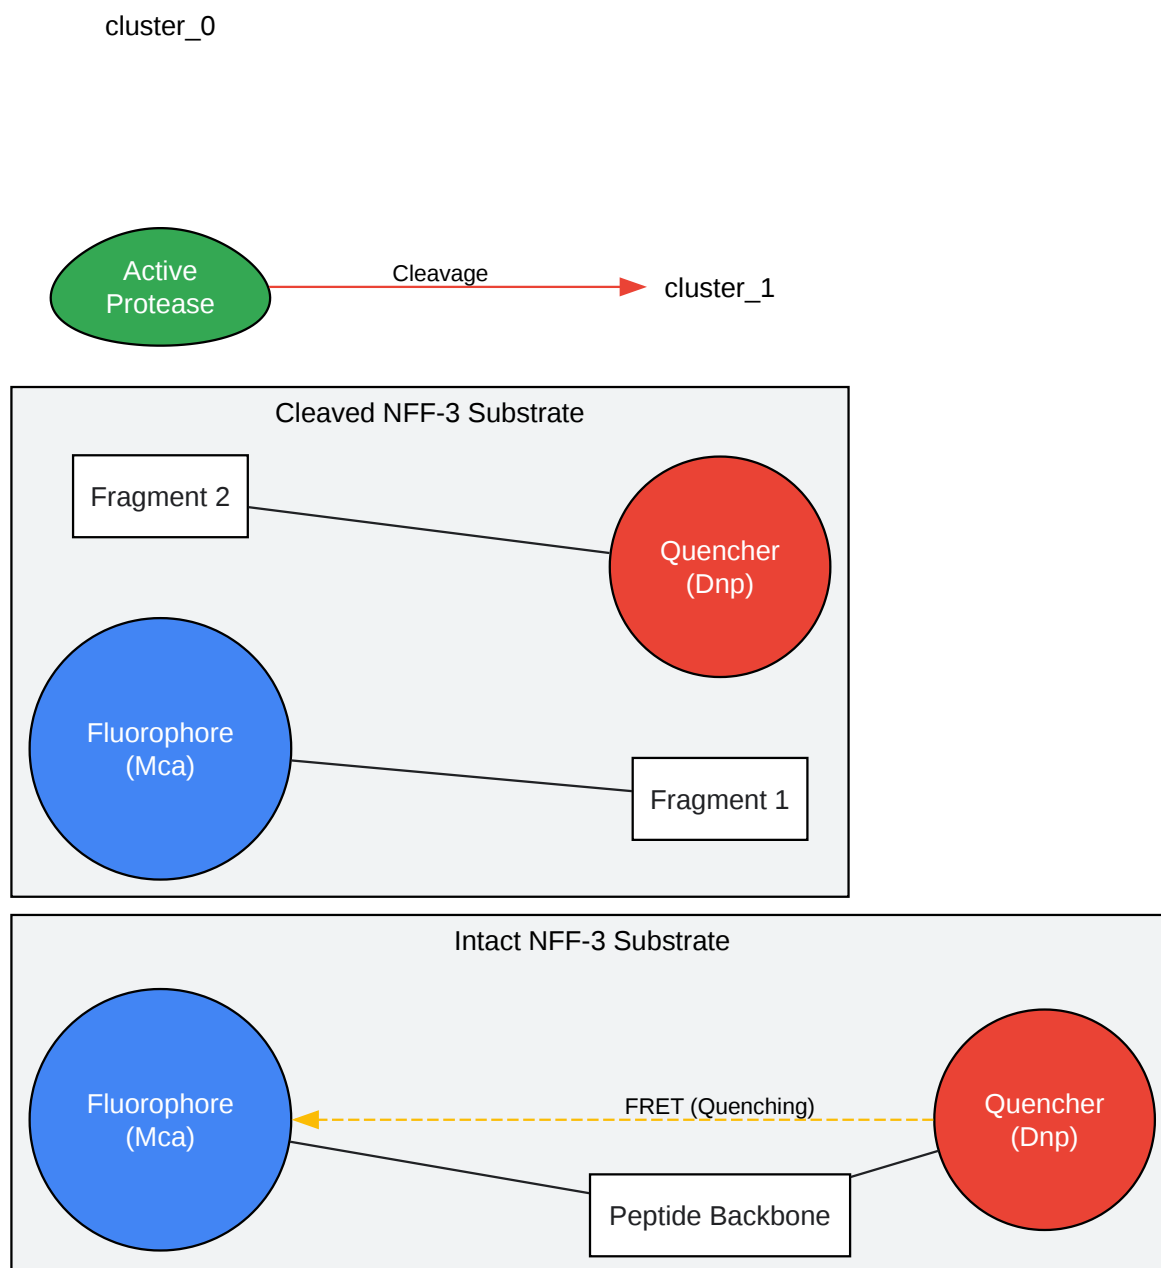 cluster_0
Active
Protease
Cleavage
cluster_1
Cleaved NFF-3 Substrate
Fragment 2
Quencher
(Dnp)
Fluorophore
(Mca)
Fragment 1
Intact NFF-3 Substrate
Fluorophore
(Mca)
FRET (Quenching)
Quencher
(Dnp)
Peptide Backbone